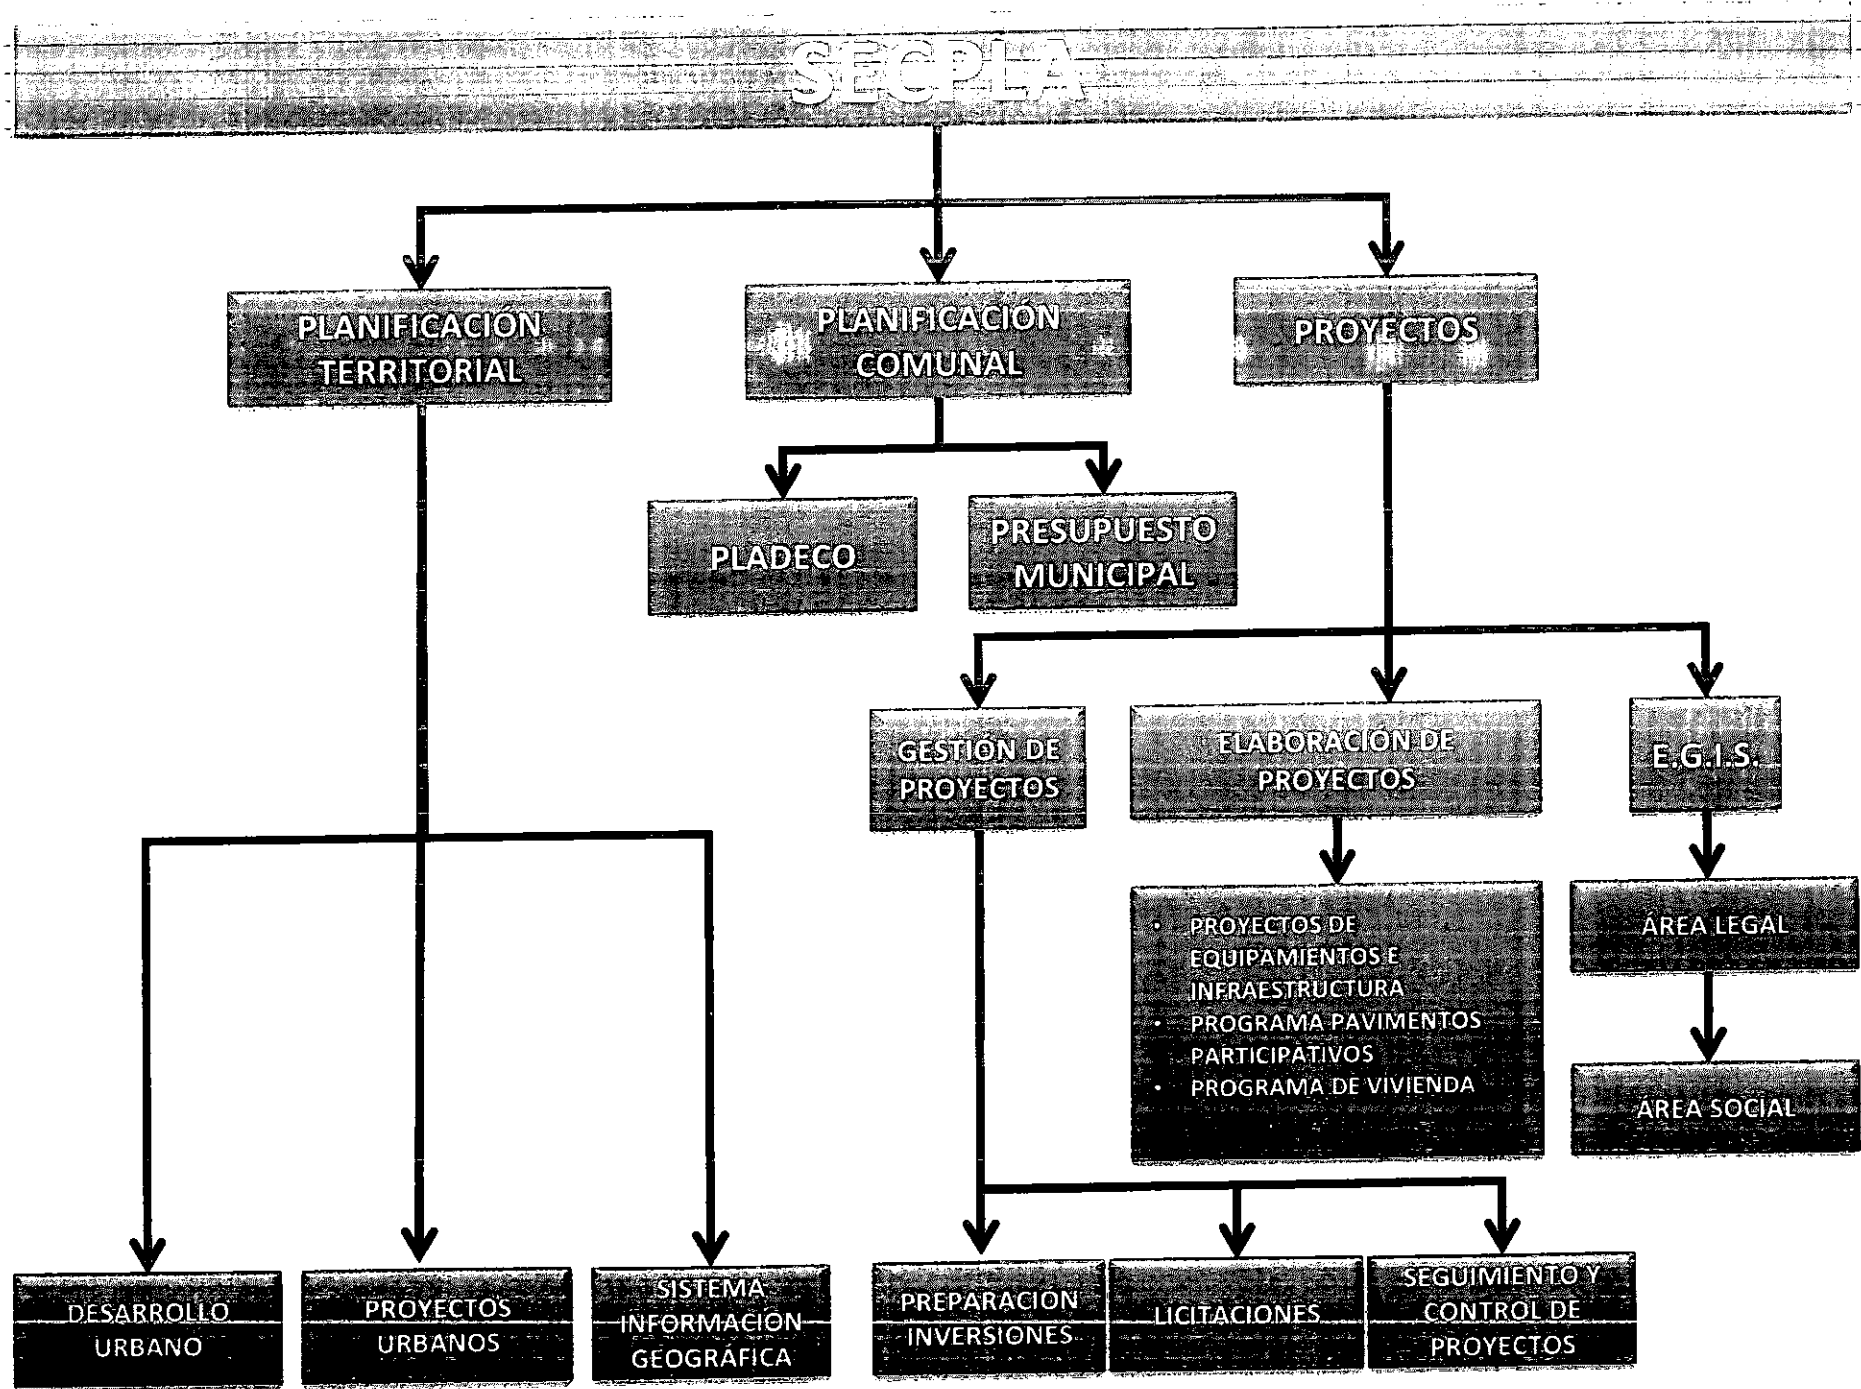 SECPLA
PLANIFICACIÓN
TERRITORIAL
PLANIFICACIÓN
COMUNAL
PROYECTOS
PLADECO
PRESUPUESTO
MUNICIPAL
GESTIÓN DE
PROYECTOS
ELABORACIÓN DE
PROYECTOS
E.G.I.S.
• PROYECTOS DE
EQUIPAMIENTOS E
INFRAESTRUCTURA
• PROGRAMA PAVIMENTOS
PARTICIPATIVOS
• PROGRAMA DE VIVIENDA
ÁREA LEGAL
ÁREA SOCIAL
DESARROLLO
URBANO
PROYECTOS
URBANOS
SISTEMA
INFORMACIÓN
GEOGRÁFICA
PREPARACIÓN
INVERSIONES
LICITACIONES
SEGUIMIENTO Y
CONTROL DE
PROYECTOS